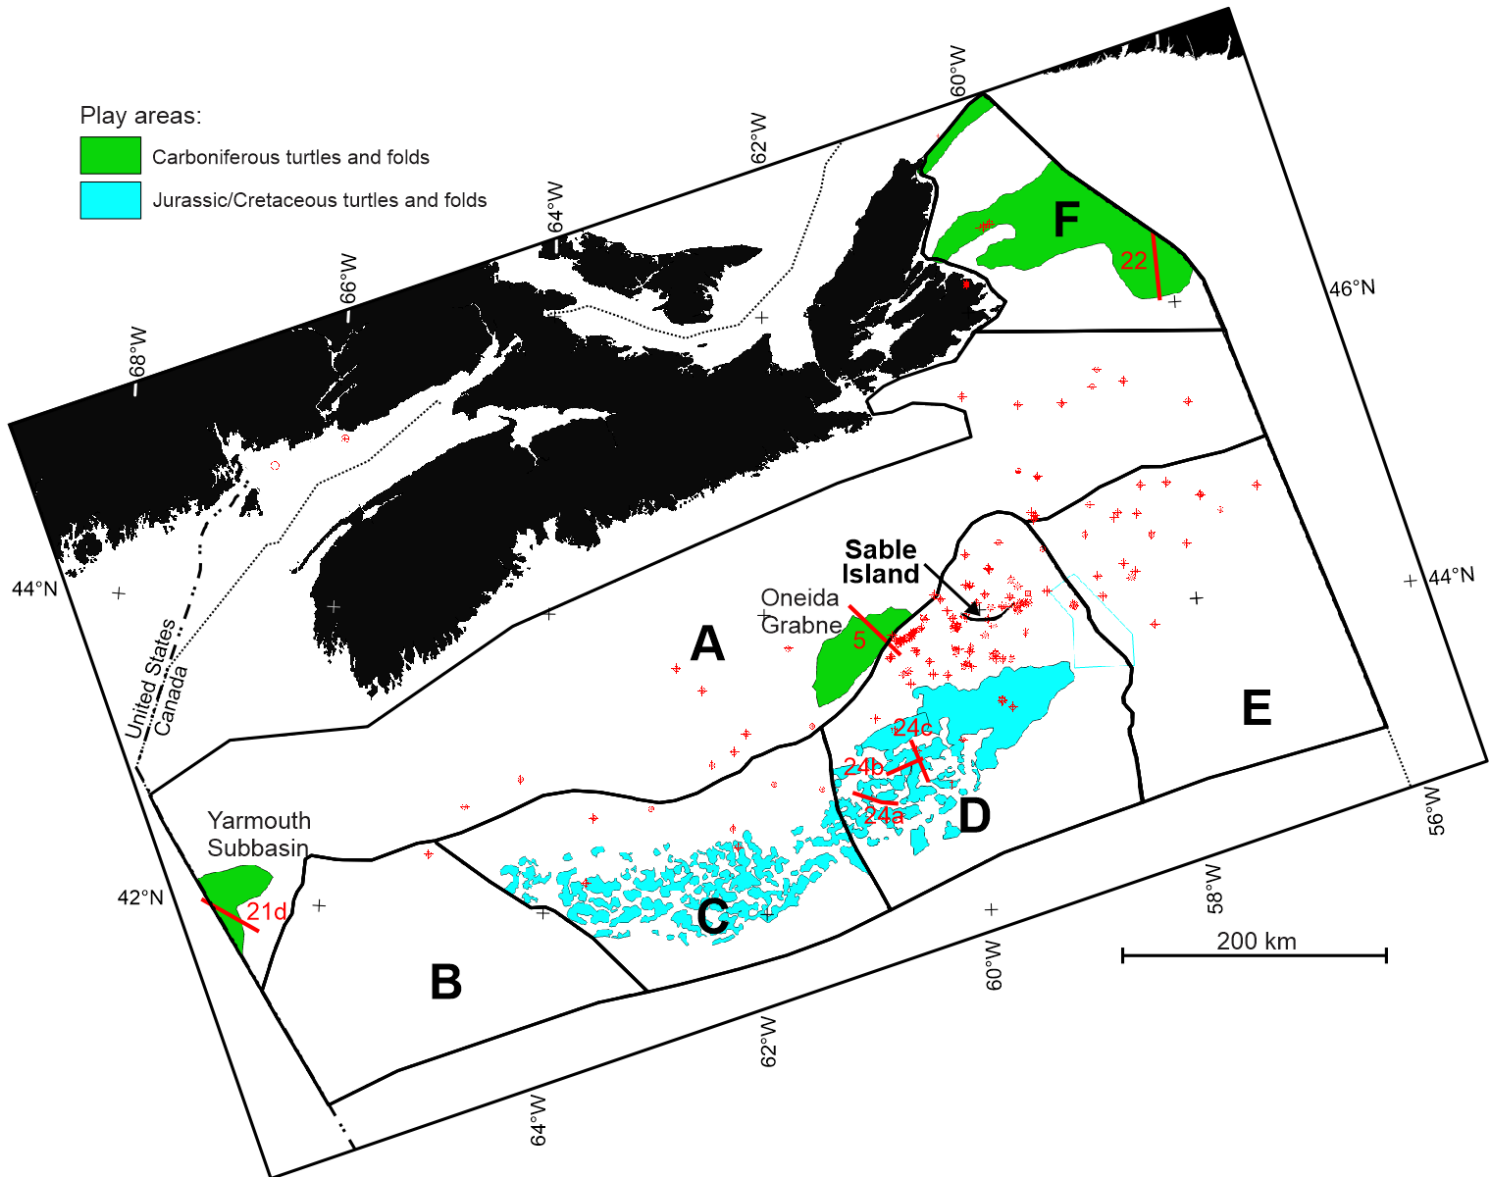 Play areas:
Carboniferous turtles and folds
Jurassic/Cretaceous turtles and folds
60°W
62°W
64°W
66°W
68°W
F
22
46°N
Sable
Island
44°N
44°N
Oneida
Grabne
5
A
United States
Canada
E
24c
24b
24a
D
56°W
Yarmouth
Subbasin
42°N
21d
58°W
C
B
200 km
60°W
62°W
64°W